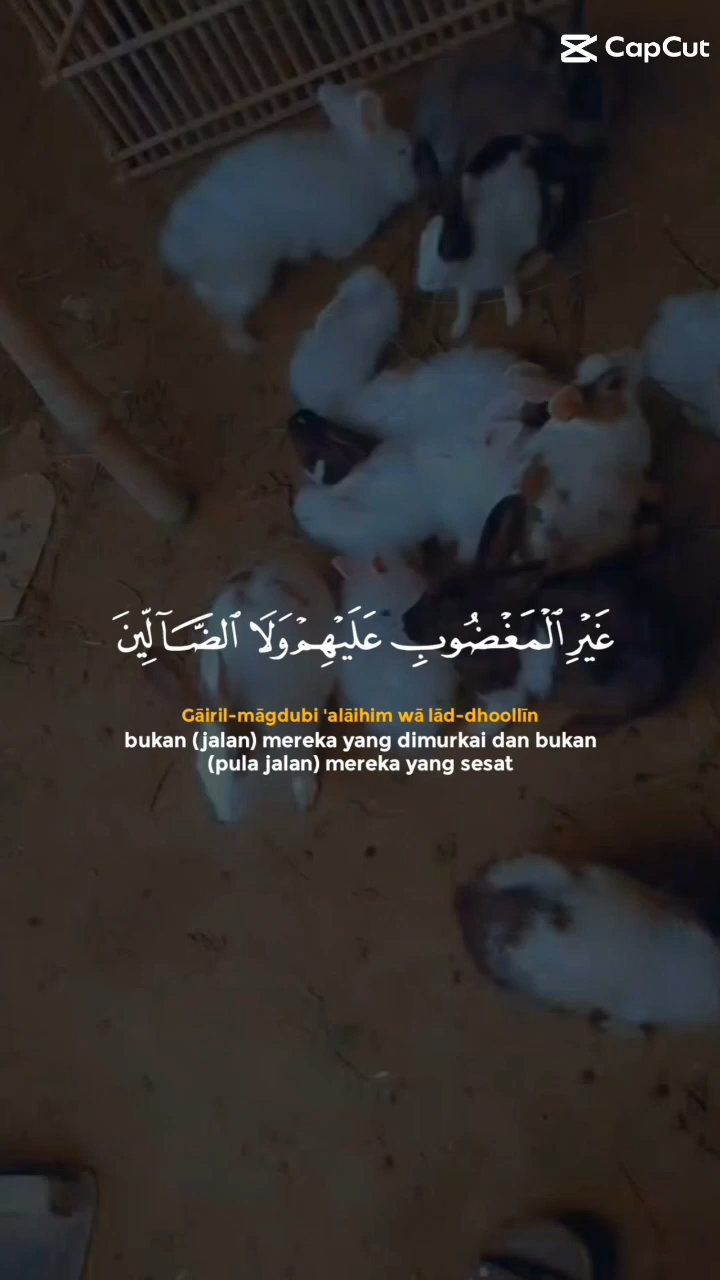 CapCut
غَيْرِ ٱلْمَغْضُوبِ عَلَيْهِمْ وَلَا ٱلضَّآلِّينَ
Gāiril-māgdubi 'alāihim wā lād-dhoollīn
bukan (jalan) mereka yang dimurkai dan bukan
(pula jalan) mereka yang sesat